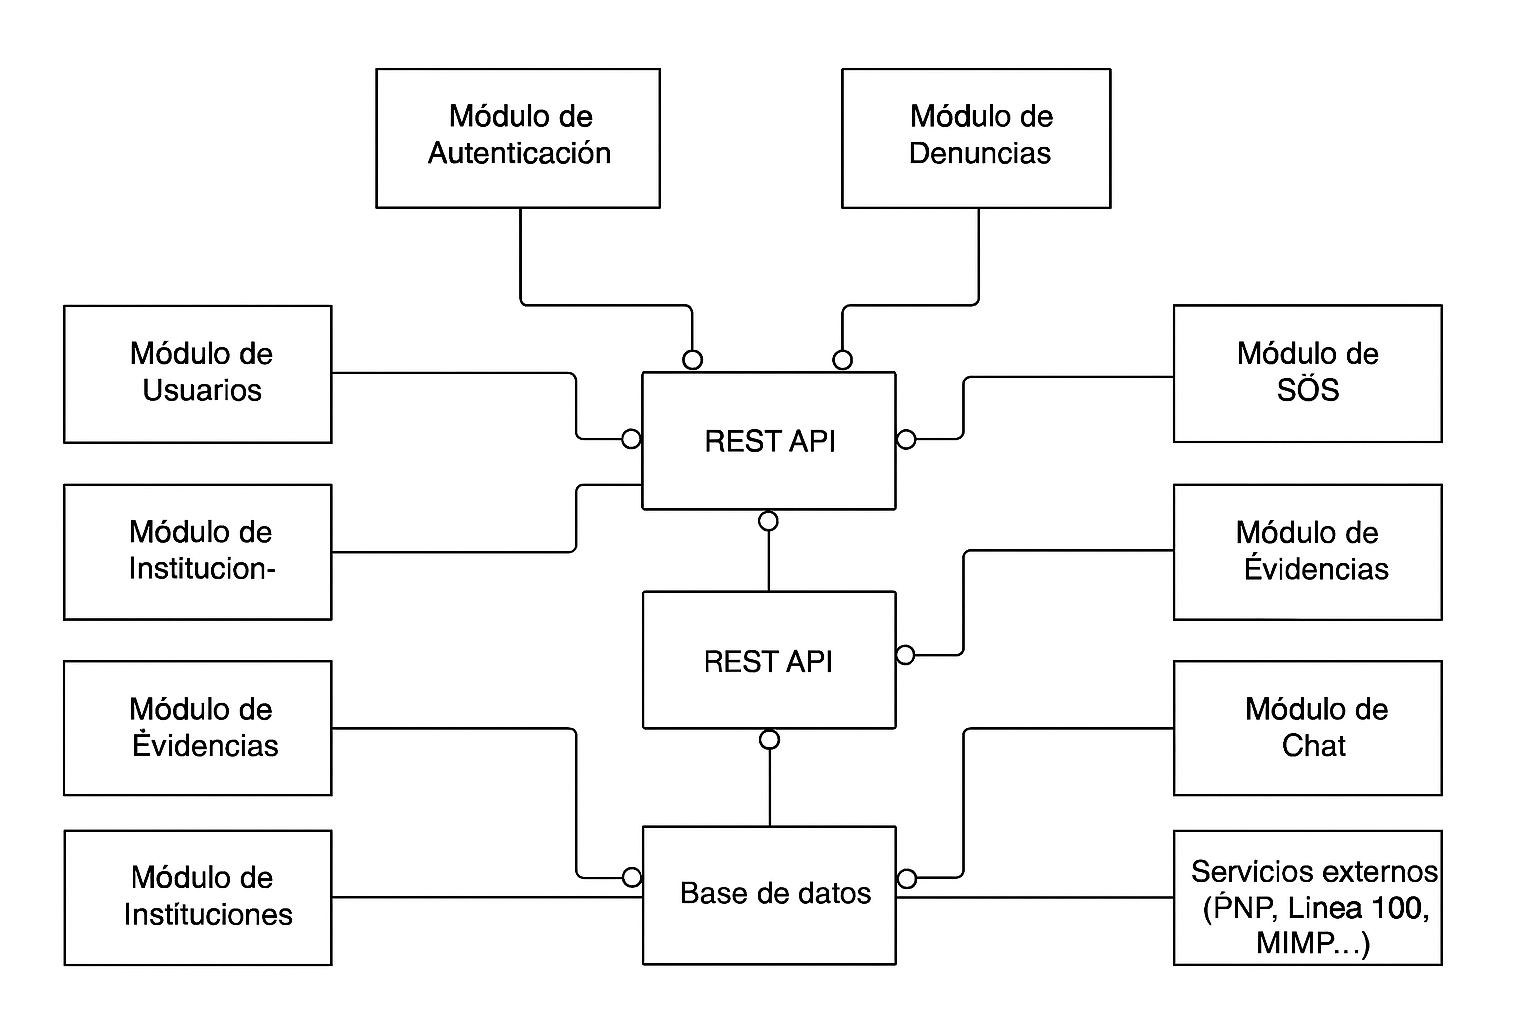 Módulo de
Autenticación
Módulo de
Denuncias
Módulo de
Usuarios
REST API
Módulo de
SÖS
Módulo de
Institucion-
Módulo de
Évidencias
REST API
Módulo de
Évidencias
Módulo de
Chat
Módulo de
Instituciones
Base de datos
Servicios externos
(ṔNP, Linea 100,
MIMP...)